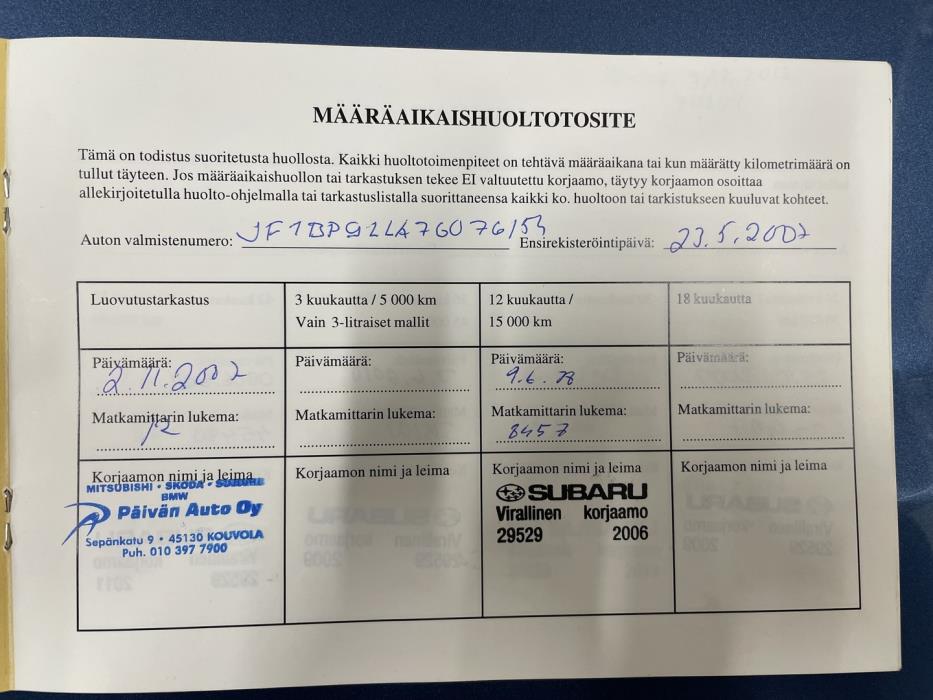 MÄÄRÄAIKAISHUOLTOTOSITE
Tämä on todistus suoritetusta huollosta. Kaikki huoltotoimenpiteet on tehtävä määräaikana tai kun määrätty kilometrimäärä on
tullut täyteen. Jos määräaikaishuollon tai tarkastuksen tekee EI valtuutettu korjaamo, täytyy korjaamon osoittaa
allekirjoitetulla huolto-ohjelmalla tai tarkastuslistalla suorittaneensa kaikki ko. huoltoon tai tarkistukseen kuuluvat kohteet.
Auton valmistenumero: Ensirekisteröintipäivä: 23.5.2007
Luovutustarkastus
3 kuukautta / 5 000 km
Vain 3-litraiset mallit
12 kuukautta /
15 000 km
18 kuukautta
Päivämäärä:
2.11.2007
Päivämäärä:
Päivämäärä:
9.6.
Päivämäärä:
Matkamittarin lukema:
12
Matkamittarin lukema:
Matkamittarin lukema:
8457
Matkamittarin lukema:
Korjaamon nimi ja leima
MITSUBISHI • SKODA • SUBARU
BMW
Päivän Auto Oy
Sepänkatu 9 • 45130 KOUVOLA
Puh. 010 397 7900
Korjaamon nimi ja leima
Korjaamon nimi ja leima
SUBARU
Virallinen korjaamo
29529 2006
Korjaamon nimi ja leima